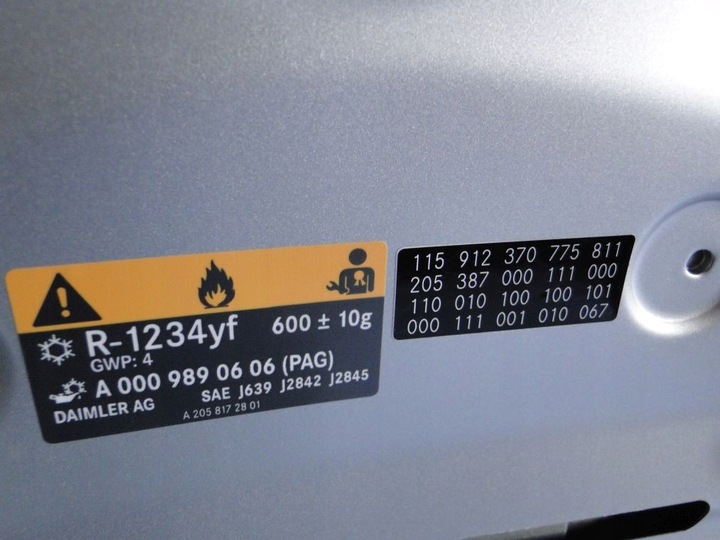 R-1234yf 600 ± 10g
GWP: 4
A 000 989 06 06 (PAG)
DAIMLER AG SAE J639 J2842 J2845
A 205 817 28 01
115 912 370 775 811
205 387 000 111 000
110 010 100 100 101
000 111 001 010 067